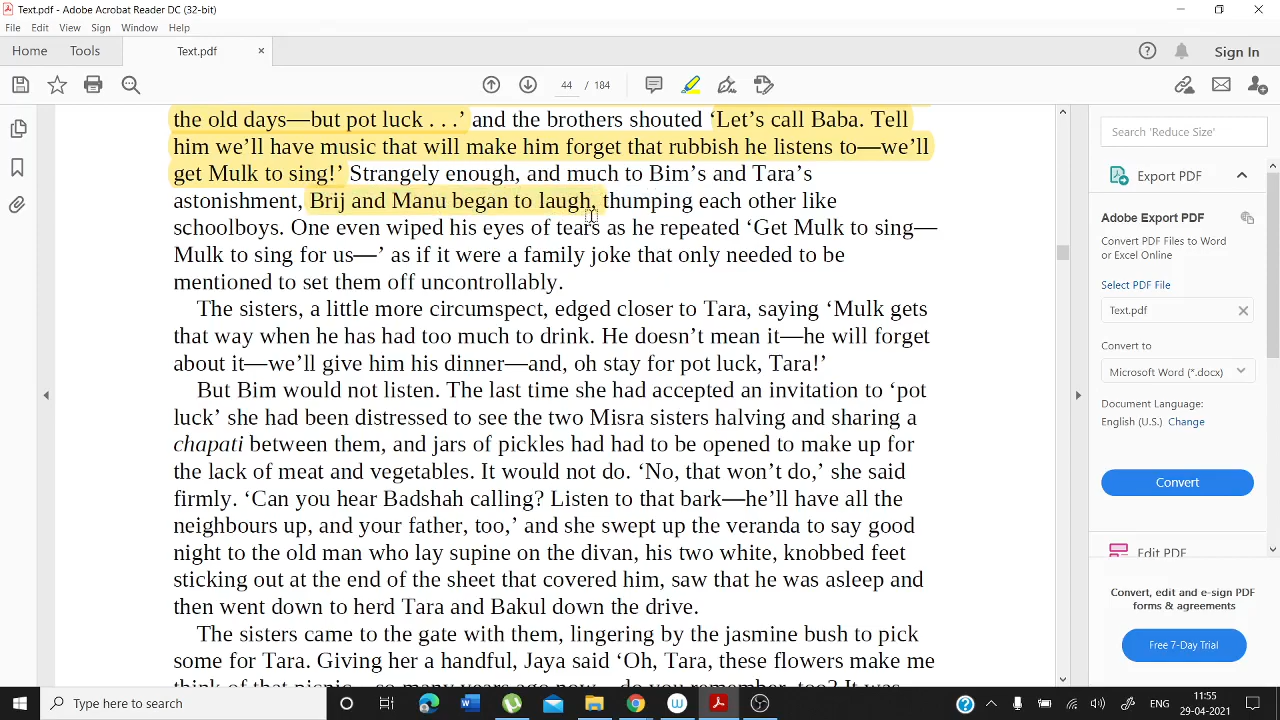 Text.pdf - Adobe Acrobat Reader DC (32-bit)
File Edit View Sign Window Help
Home Tools Text.pdf × Sign In
44 / 184
the old days—but pot luck . . .’ and the brothers shouted ‘Let’s call Baba. Tell
him we’ll have music that will make him forget that rubbish he listens to—we’ll
get Mulk to sing!’ Strangely enough, and much to Bim’s and Tara’s
astonishment, Brij and Manu began to laugh, thumping each other like
schoolboys. One even wiped his eyes of tears as he repeated ‘Get Mulk to sing—
Mulk to sing for us—’ as if it were a family joke that only needed to be
mentioned to set them off uncontrollably.
The sisters, a little more circumspect, edged closer to Tara, saying ‘Mulk gets
that way when he has had too much to drink. He doesn’t mean it—he will forget
about it—we’ll give him his dinner—and, oh stay for pot luck, Tara!’
But Bim would not listen. The last time she had accepted an invitation to ‘pot
luck’ she had been distressed to see the two Misra sisters halving and sharing a
chapati between them, and jars of pickles had had to be opened to make up for
the lack of meat and vegetables. It would not do. ‘No, that won’t do,’ she said
firmly. ‘Can you hear Badshah calling? Listen to that bark—he’ll have all the
neighbours up, and your father, too,’ and she swept up the veranda to say good
night to the old man who lay supine on the divan, his two white, knobbed feet
sticking out at the end of the sheet that covered him, saw that he was asleep and
then went down to herd Tara and Bakul down the drive.
The sisters came to the gate with them, lingering by the jasmine bush to pick
some for Tara. Giving her a handful, Jaya said ‘Oh, Tara, these flowers make me
think of that picnic—so many years ago now—do you remember, too? It was
Search 'Reduce Size'
Export PDF
Adobe Export PDF
Convert PDF Files to Word
or Excel Online
Select PDF File
Text.pdf
Convert to
Microsoft Word (*.docx)
Document Language:
English (U.S.) Change
Convert
Edit PDF
Convert, edit and e-sign PDF
forms & agreements
Free 7-Day Trial
Type here to search
ENG
11:55
29-04-2021